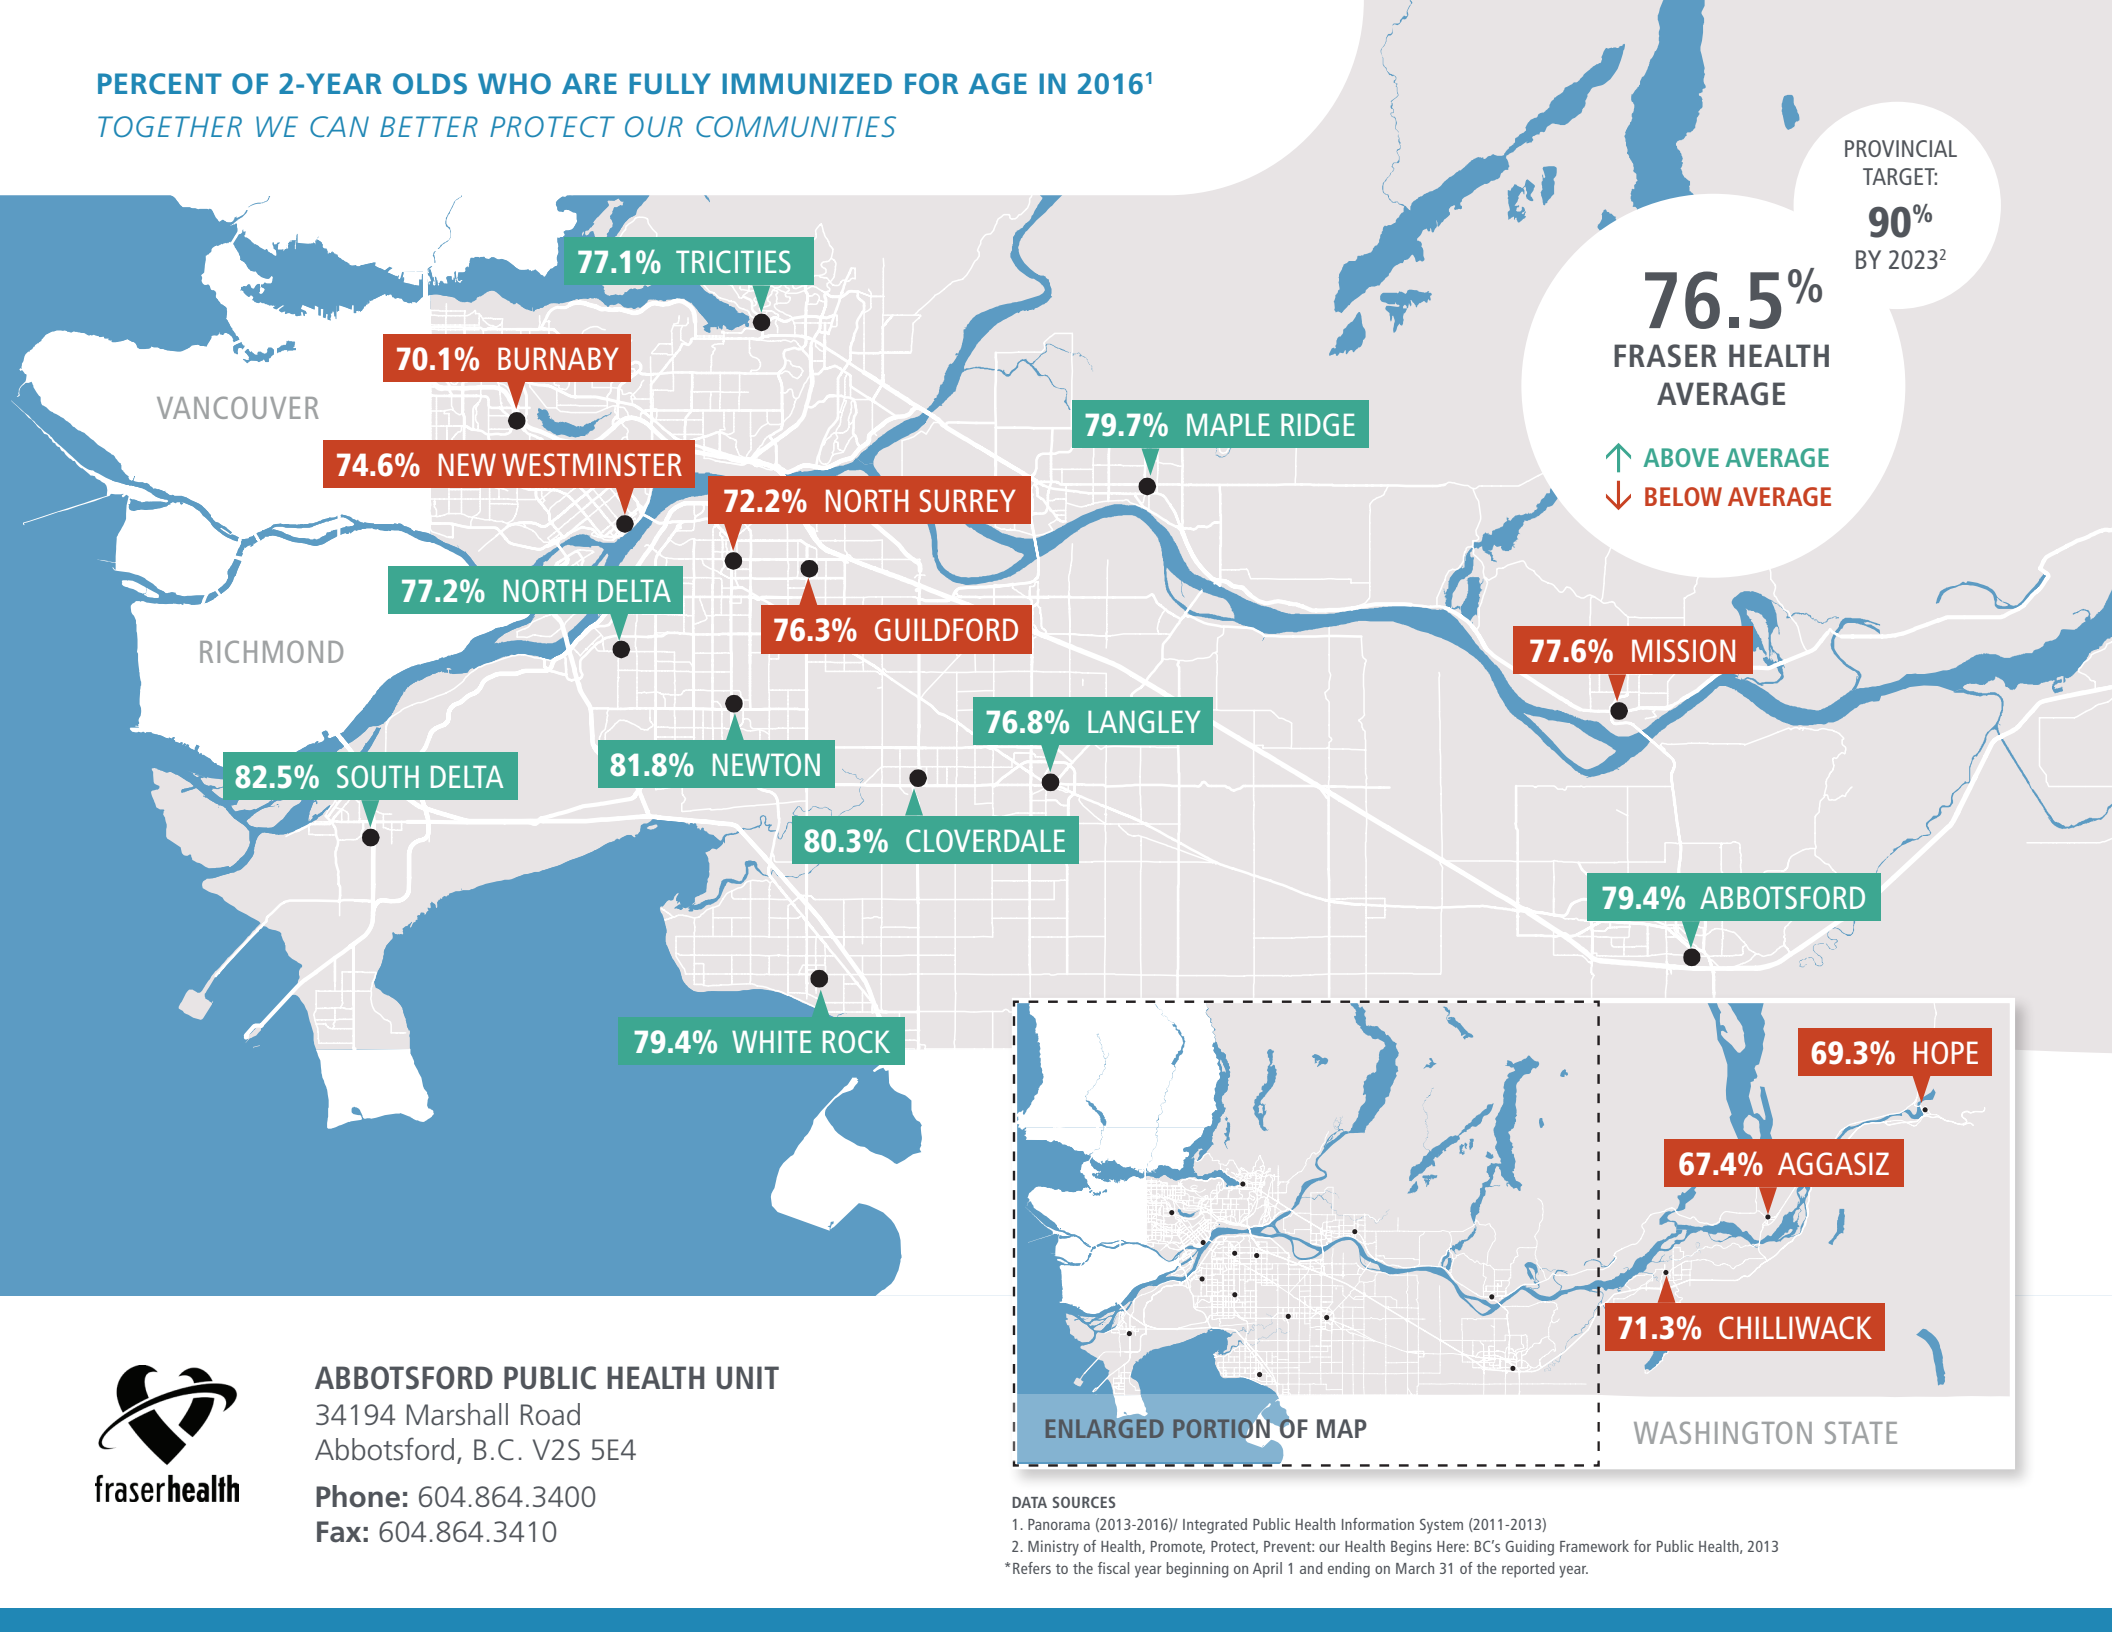 PERCENT OF 2-YEAR OLDS WHO ARE FULLY IMMUNIZED FOR AGE IN 2016¹
TOGETHER WE CAN BETTER PROTECT OUR COMMUNITIES
PROVINCIAL
TARGET:
90%
BY 2023²
76.5%
FRASER HEALTH
AVERAGE
↑ ABOVE AVERAGE
↓ BELOW AVERAGE
77.1% TRICITIES
70.1% BURNABY
VANCOUVER
79.7% MAPLE RIDGE
74.6% NEW WESTMINSTER
72.2% NORTH SURREY
77.2% NORTH DELTA
76.3% GUILDFORD
RICHMOND
77.6% MISSION
76.8% LANGLEY
81.8% NEWTON
82.5% SOUTH DELTA
80.3% CLOVERDALE
79.4% ABBOTSFORD
79.4% WHITE ROCK
69.3% HOPE
67.4% AGGASIZ
71.3% CHILLIWACK
ENLARGED PORTION OF MAP
WASHINGTON STATE
fraserhealth
ABBOTSFORD PUBLIC HEALTH UNIT
34194 Marshall Road
Abbotsford, B.C. V2S 5E4
Phone: 604.864.3400
Fax: 604.864.3410
DATA SOURCES
1. Panorama (2013-2016)/ Integrated Public Health Information System (2011-2013)
2. Ministry of Health, Promote, Protect, Prevent: our Health Begins Here: BC's Guiding Framework for Public Health, 2013
*Refers to the fiscal year beginning on April 1 and ending on March 31 of the reported year.